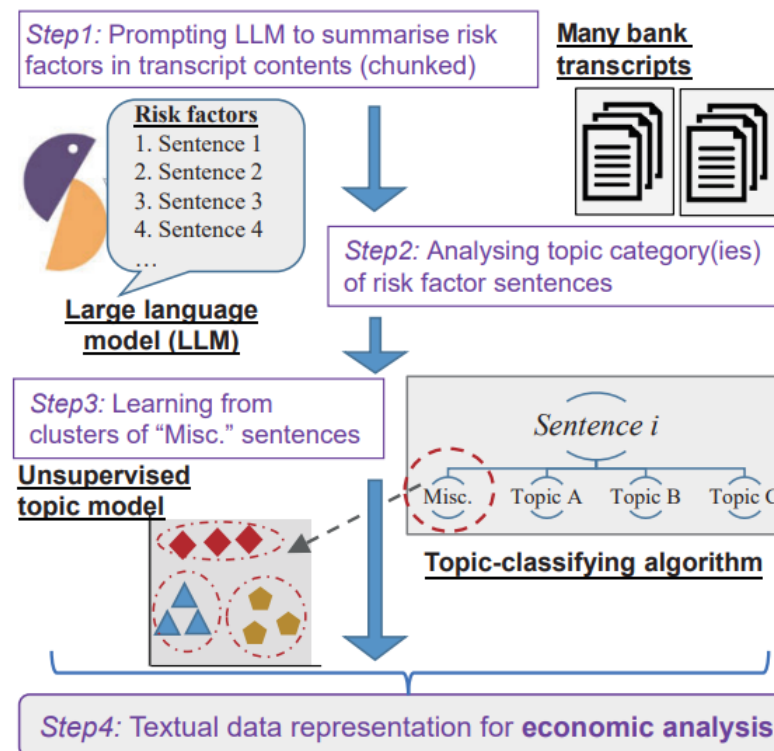 Step1: Prompting LLM to summarise risk
factors in transcript contents (chunked)
Many bank
transcripts
Risk factors
1. Sentence 1
2. Sentence 2
3. Sentence 3
4. Sentence 4
…
Large language
model (LLM)
Step2: Analysing topic category(ies)
of risk factor sentences
Step3: Learning from
clusters of “Misc.” sentences
Unsupervised
topic model
Sentence i
Misc.
Topic A
Topic B
Topic C
Topic-classifying algorithm
Step4: Textual data representation for economic analysis